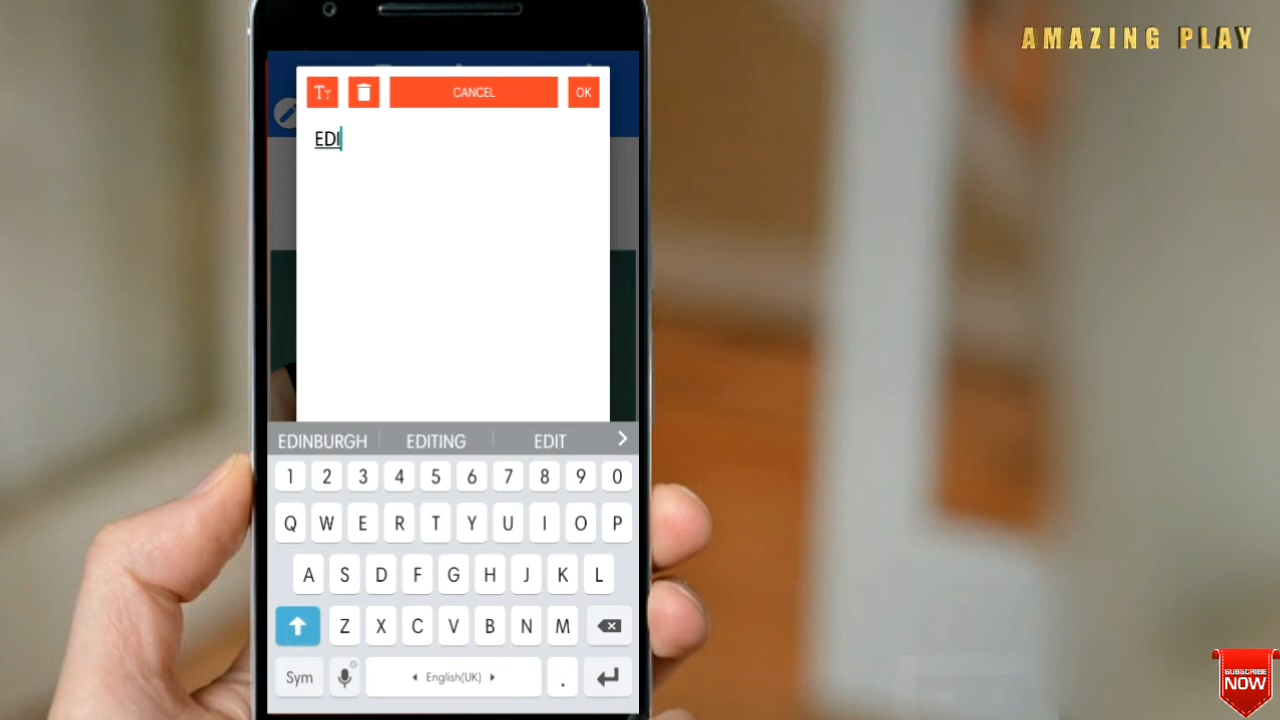 AMAZING PLAY
Tт CANCEL OK
EDI
EDINBURGH EDITING EDIT
1 2 3 4 5 6 7 8 9 0
Q W E R T Y U I O P
A S D F G H J K L
Z X C V B N M
Sym English(UK) .
SUBSCRIBE
NOW